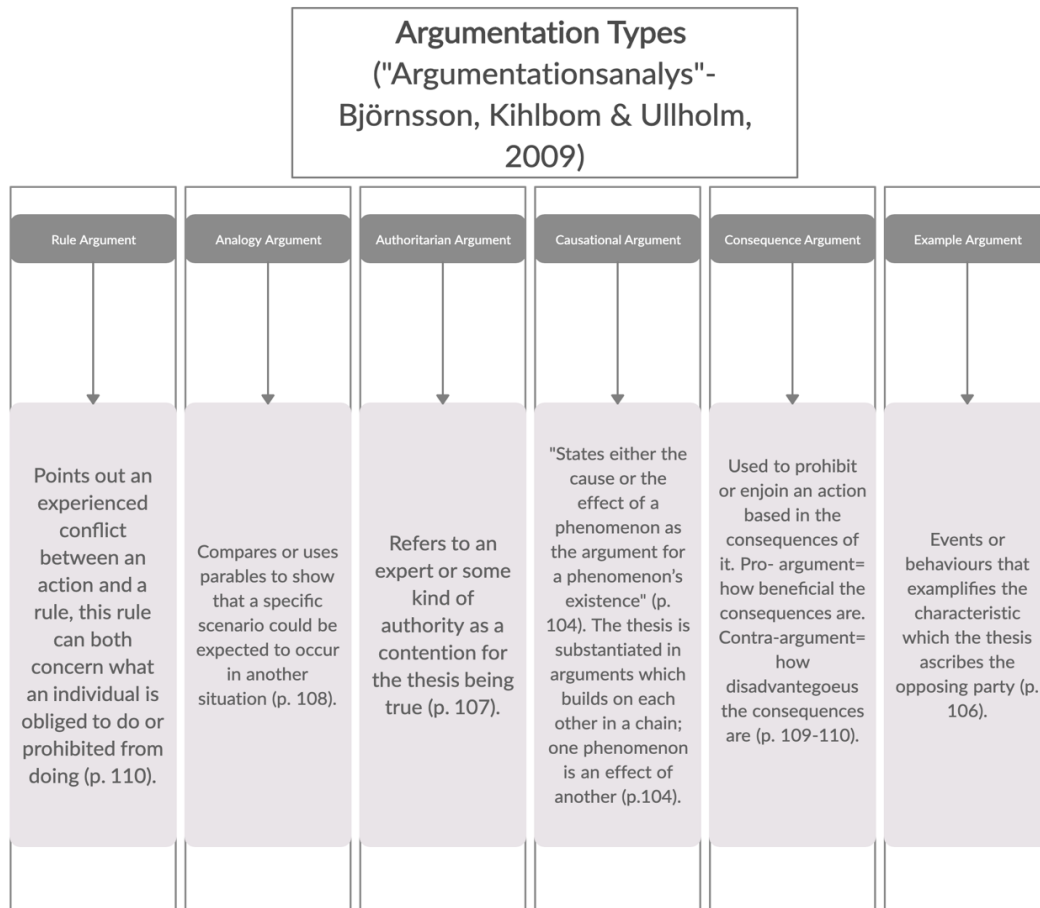 Argumentation Types
("Argumentationsanalys"-
Björnsson, Kihlbom & Ullholm,
2009)
Rule Argument
Points out an
experienced
conflict
between an
action and a
rule, this rule
can both
concern what
an individual is
obliged to do or
prohibited from
doing (p. 110).
Analogy Argument
Compares or uses
parables to show
that a specific
scenario could be
expected to occur
in another
situation (p. 108).
Authoritarian Argument
Refers to an
expert or some
kind of
authority as a
contention for
the thesis being
true (p. 107).
Causational Argument
"States either the
cause or the
effect of a
phenomenon as
the argument for
a phenomenon’s
existence" (p.
104). The thesis is
substantiated in
arguments which
builds on each
other in a chain;
one phenomenon
is an effect of
another (p.104).
Consequence Argument
Used to prohibit
or enjoin an action
based in the
consequences of
it. Pro- argument=
how beneficial the
consequences are.
Contra-argument=
how
disadvantegoeus
the consequences
are (p. 109-110).
Example Argument
Events or
behaviours that
examplifies the
characteristic
which the thesis
ascribes the
opposing party (p.
106).